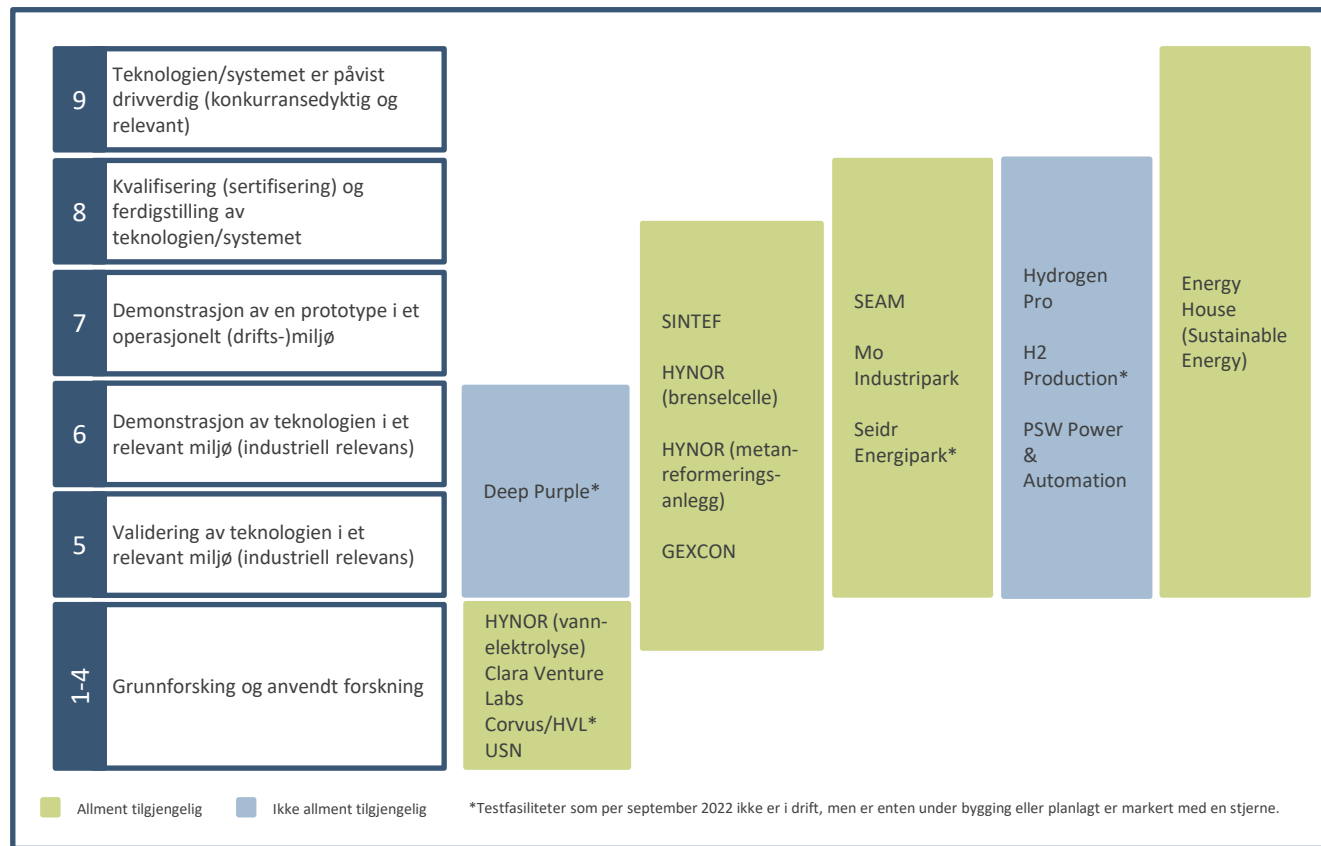 9
Teknologien/systemet er påvist
drivverdig (konkurransedyktig og
relevant)
8
Kvalifisering (sertifisering) og
ferdigstilling av
teknologien/systemet
7
Demonstrasjon av en prototype i et
operasjonelt (drifts-)miljø
6
Demonstrasjon av teknologien i et
relevant miljø (industriell relevans)
5
Validering av teknologien i et
relevant miljø (industriell relevans)
1-4
Grunnforsking og anvendt forskning
Deep Purple*
HYNOR (vann-
elektrolyse)
Clara Venture
Labs
Corvus/HVL*
USN
SINTEF
HYNOR
(brenselcelle)
HYNOR (metan-
reformerings-
anlegg)
GEXCON
SEAM
Mo
Industripark
Seidr
Energipark*
Hydrogen
Pro
H2
Production*
PSW Power
&
Automation
Energy
House
(Sustainable
Energy)
Allment tilgjengelig
Ikke allment tilgjengelig
*Testfasiliteter som per september 2022 ikke er i drift, men er enten under bygging eller planlagt er markert med en stjerne.